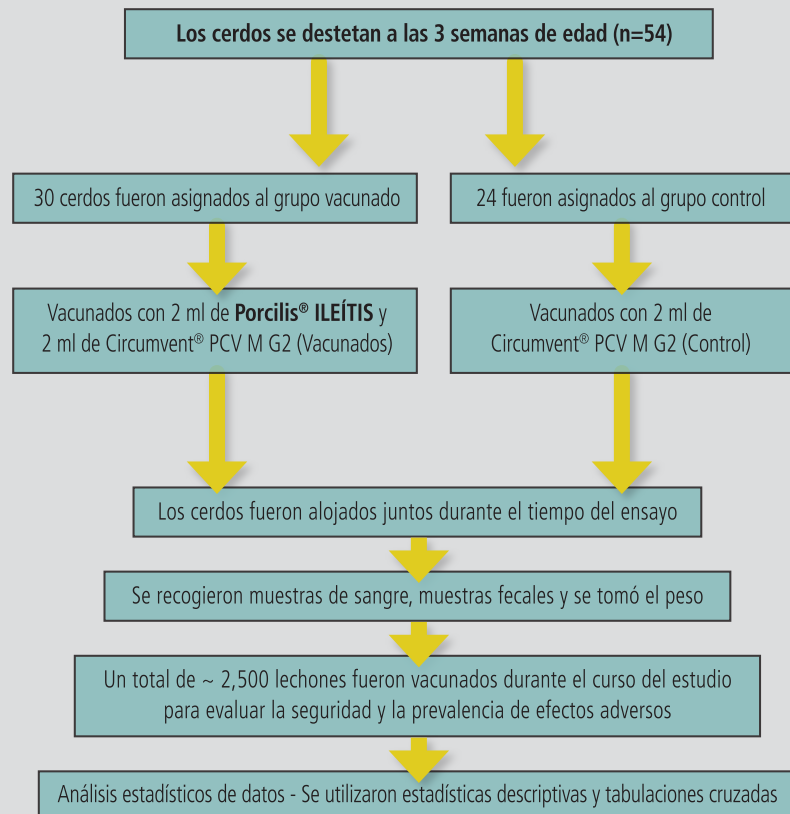 Los cerdos se destetan a las 3 semanas de edad (n=54)
30 cerdos fueron asignados al grupo vacunado
24 fueron asignados al grupo control
Vacunados con 2 ml de Porcilis® ILEÍTIS y
2 ml de Circumvent® PCV M G2 (Vacunados)
Vacunados con 2 ml de
Circumvent® PCV M G2 (Control)
Los cerdos fueron alojados juntos durante el tiempo del ensayo
Se recogieron muestras de sangre, muestras fecales y se tomó el peso
Un total de ~ 2,500 lechones fueron vacunados durante el curso del estudio
para evaluar la seguridad y la prevalencia de efectos adversos
Análisis estadísticos de datos - Se utilizaron estadísticas descriptivas y tabulaciones cruzadas